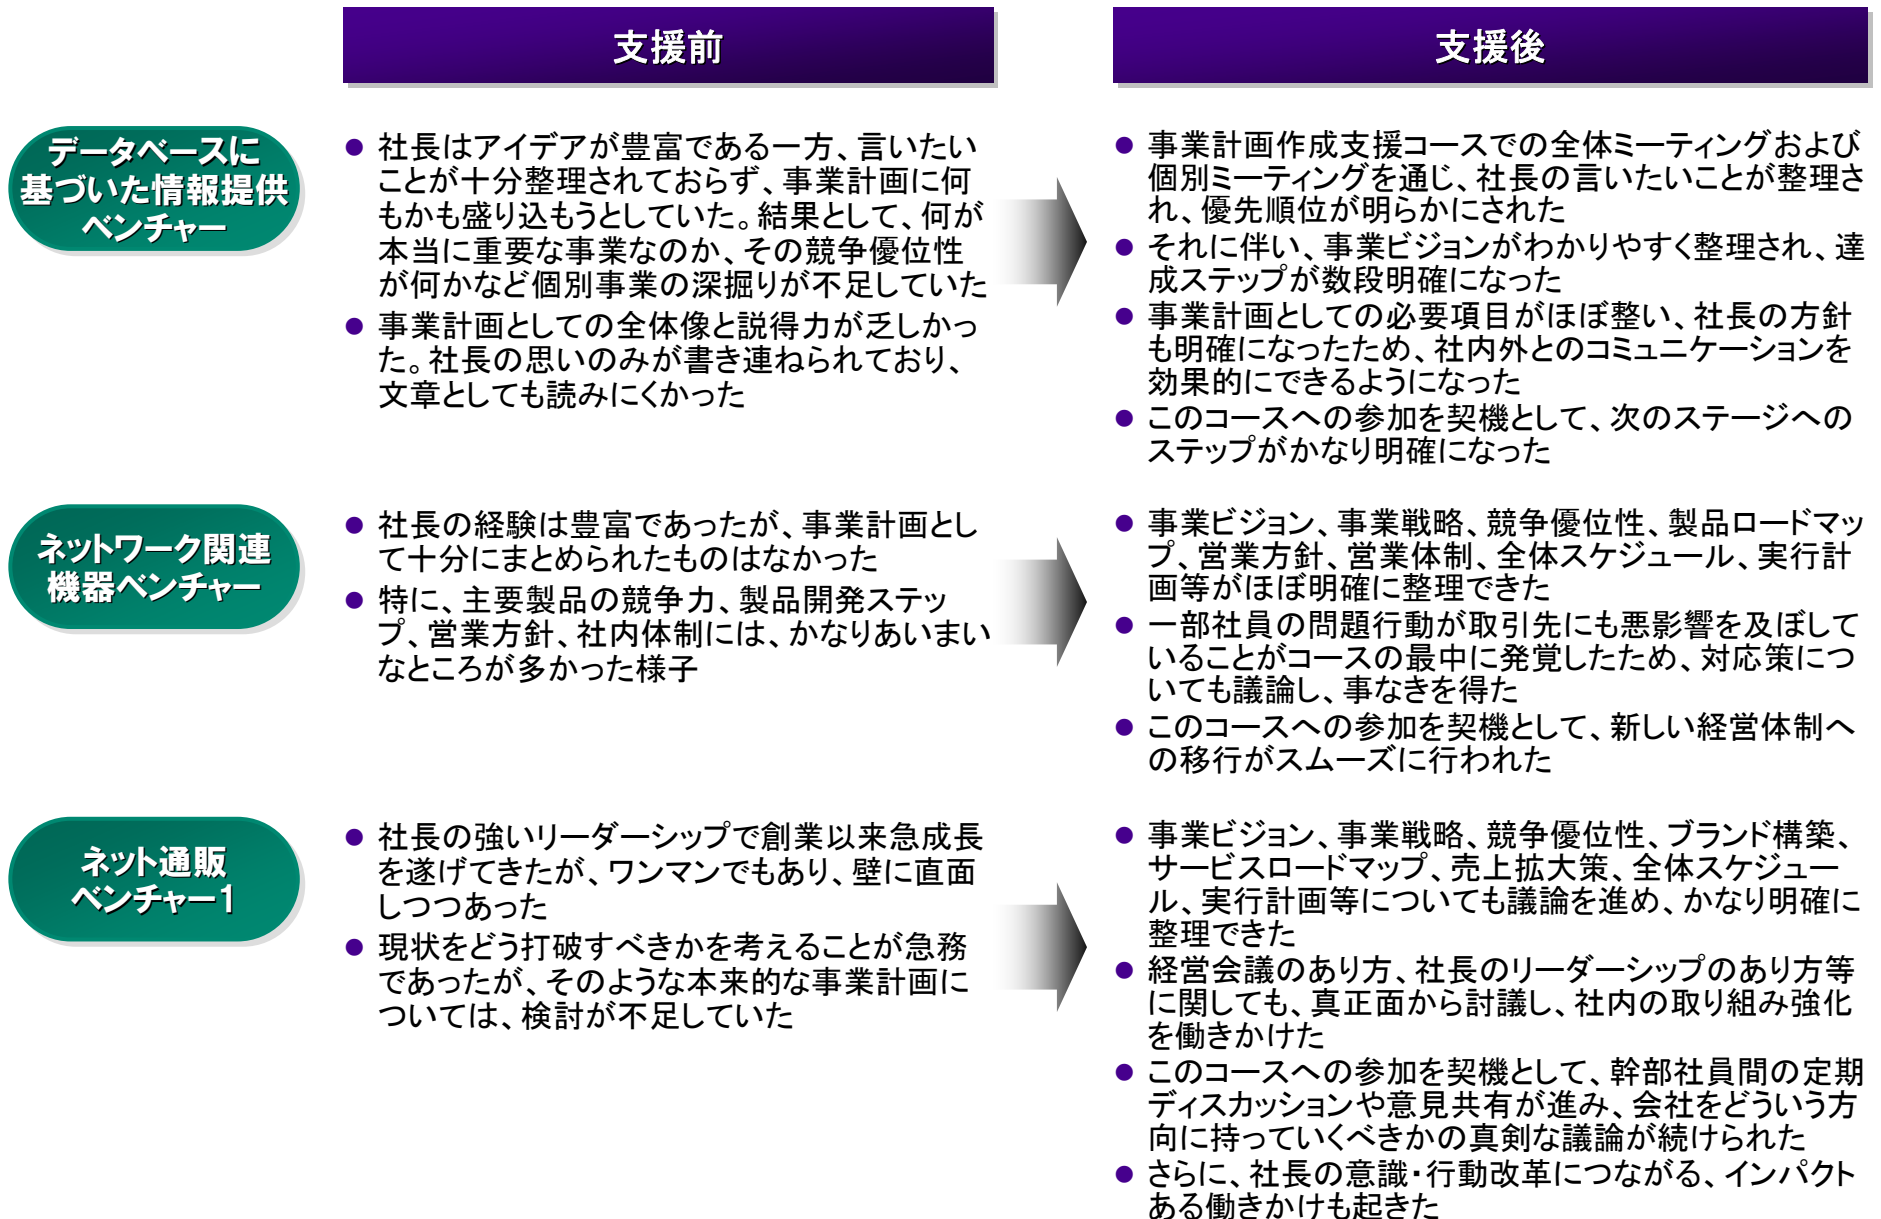 支援前
支援後
データベースに
基づいた情報提供
ベンチャー
● 社長はアイデアが豊富である一方、言いたい
ことが十分整理されておらず、事業計画に何
もかも盛り込もうとしていた。結果として、何が
本当に重要な事業なのか、その競争優位性
が何かなど個別事業の深掘りが不足していた
● 事業計画としての全体像と説得力が乏しかっ
た。社長の思いのみが書き連ねられており、
文章としても読みにくかった
● 事業計画作成支援コースでの全体ミーティングおよび
個別ミーティングを通じ、社長の言いたいことが整理さ
れ、優先順位が明らかにされた
● それに伴い、事業ビジョンがわかりやすく整理され、達
成ステップが数段明確になった
● 事業計画としての必要項目がほぼ整い、社長の方針
も明確になったため、社内外とのコミュニケーションを
効果的にできるようになった
● このコースへの参加を契機として、次のステージへの
ステップがかなり明確になった
ネットワーク関連
機器ベンチャー
● 社長の経験は豊富であったが、事業計画とし
て十分にまとめられたものはなかった
● 特に、主要製品の競争力、製品開発ステッ
プ、営業方針、社内体制には、かなりあいまい
なところが多かった様子
● 事業ビジョン、事業戦略、競争優位性、製品ロードマッ
プ、営業方針、営業体制、全体スケジュール、実行計
画等がほぼ明確に整理できた
● 一部社員の問題行動が取引先にも悪影響を及ぼして
いることがコースの最中に発覚したため、対応策につ
いても議論し、事なきを得た
● このコースへの参加を契機として、新しい経営体制へ
の移行がスムーズに行われた
ネット通販
ベンチャー1
● 社長の強いリーダーシップで創業以来急成長
を遂げてきたが、ワンマンでもあり、壁に直面
しつつあった
● 現状をどう打破すべきかを考えることが急務
であったが、そのような本来的な事業計画に
ついては、検討が不足していた
● 事業ビジョン、事業戦略、競争優位性、ブランド構築、
サービスロードマップ、売上拡大策、全体スケジュー
ル、実行計画等についても議論を進め、かなり明確に
整理できた
● 経営会議のあり方、社長のリーダーシップのあり方等
に関しても、真正面から討議し、社内の取り組み強化
を働きかけた
● このコースへの参加を契機として、幹部社員間の定期
ディスカッションや意見共有が進み、会社をどういう方
向に持っていくべきかの真剣な議論が続けられた
● さらに、社長の意識・行動改革につながる、インパクト
ある働きかけも起きた